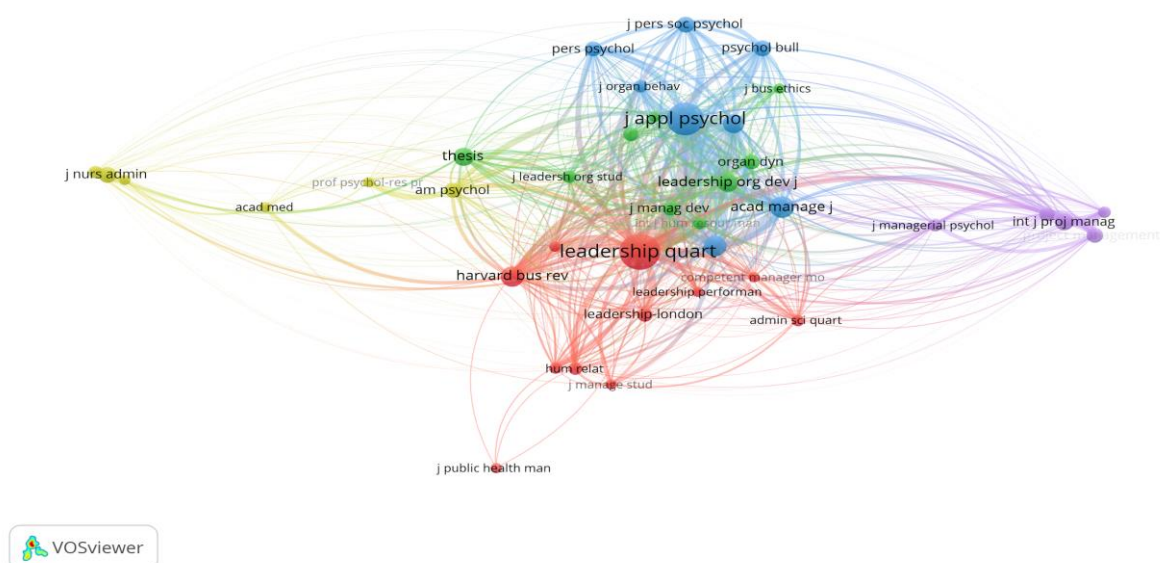 j pers soc psychol
pers psychol
psychol bull
j organ behav
j bus ethics
j appl psychol
thesis
organ dyn
j nurs admin
j leadersh org stud
leadership org dev j
prof psychol-res pr
am psychol
acad med
j manag dev
acad manage j
j managerial psychol
int j proj manag
leadership quart
harvard bus rev
competent manager mo
leadership performan
leadership-london
admin sci quart
hum relat
j manage stud
j public health man
VOSviewer